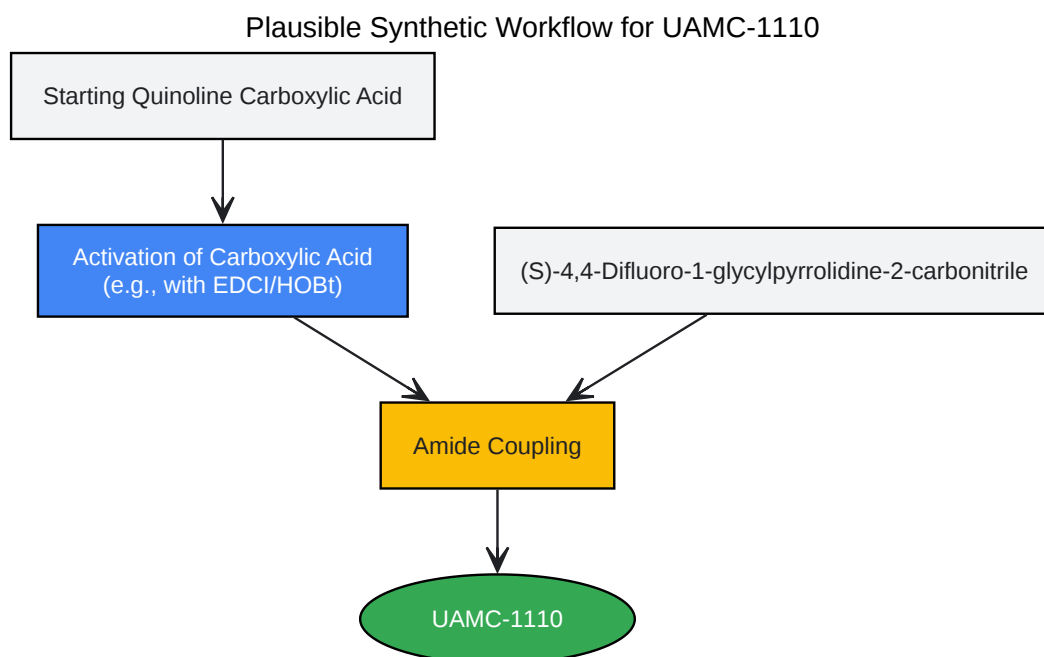 Plausible Synthetic Workflow for UAMC-1110
Starting Quinoline Carboxylic Acid
Activation of Carboxylic Acid
(e.g., with EDCI/HOBt)
(S)-4,4-Difluoro-1-glycylpyrrolidine-2-carbonitrile
Amide Coupling
UAMC-1110